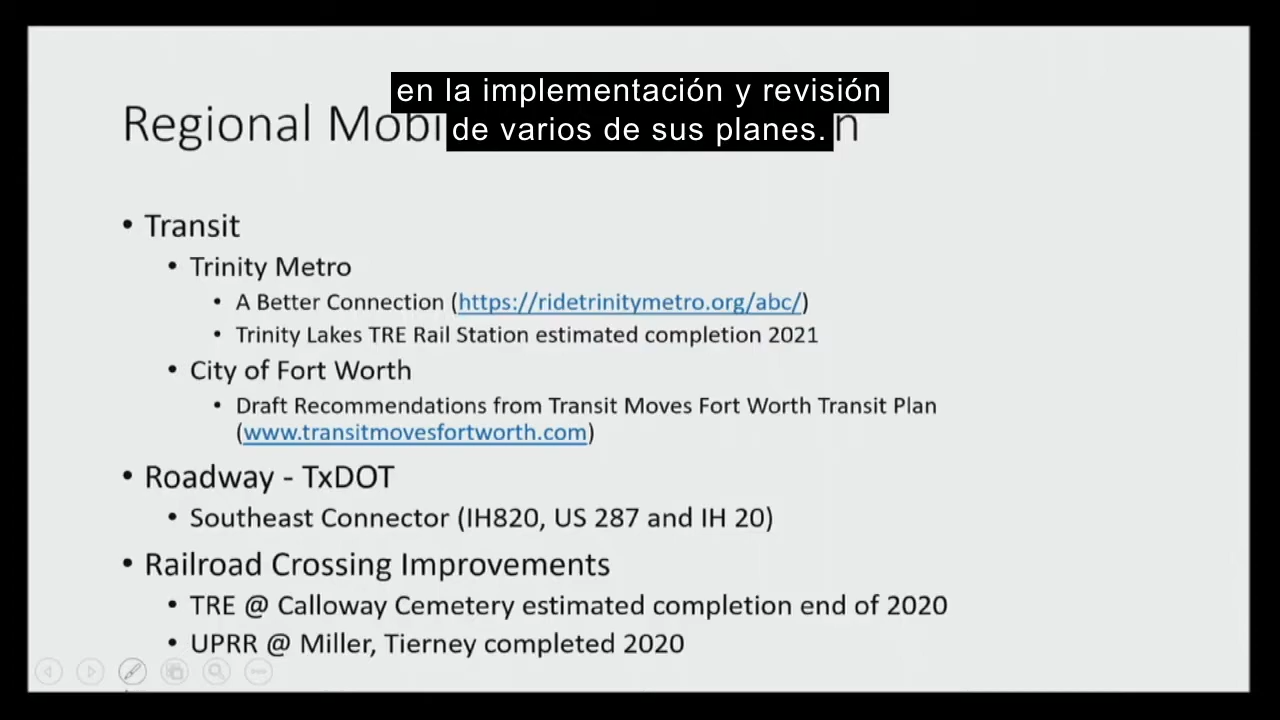 en la implementación y revisión
de varios de sus planes.
Regional
• Transit
• Trinity Metro
• A Better Connection (https://ridetrinitymetro.org/abc/)
• Trinity Lakes TRE Rail Station estimated completion 2021
• City of Fort Worth
• Draft Recommendations from Transit Moves Fort Worth Transit Plan
(www.transitmovesfortworth.com)
• Roadway - TxDOT
• Southeast Connector (IH820, US 287 and IH 20)
• Railroad Crossing Improvements
• TRE @ Calloway Cemetery estimated completion end of 2020
• UPRR @ Miller, Tierney completed 2020